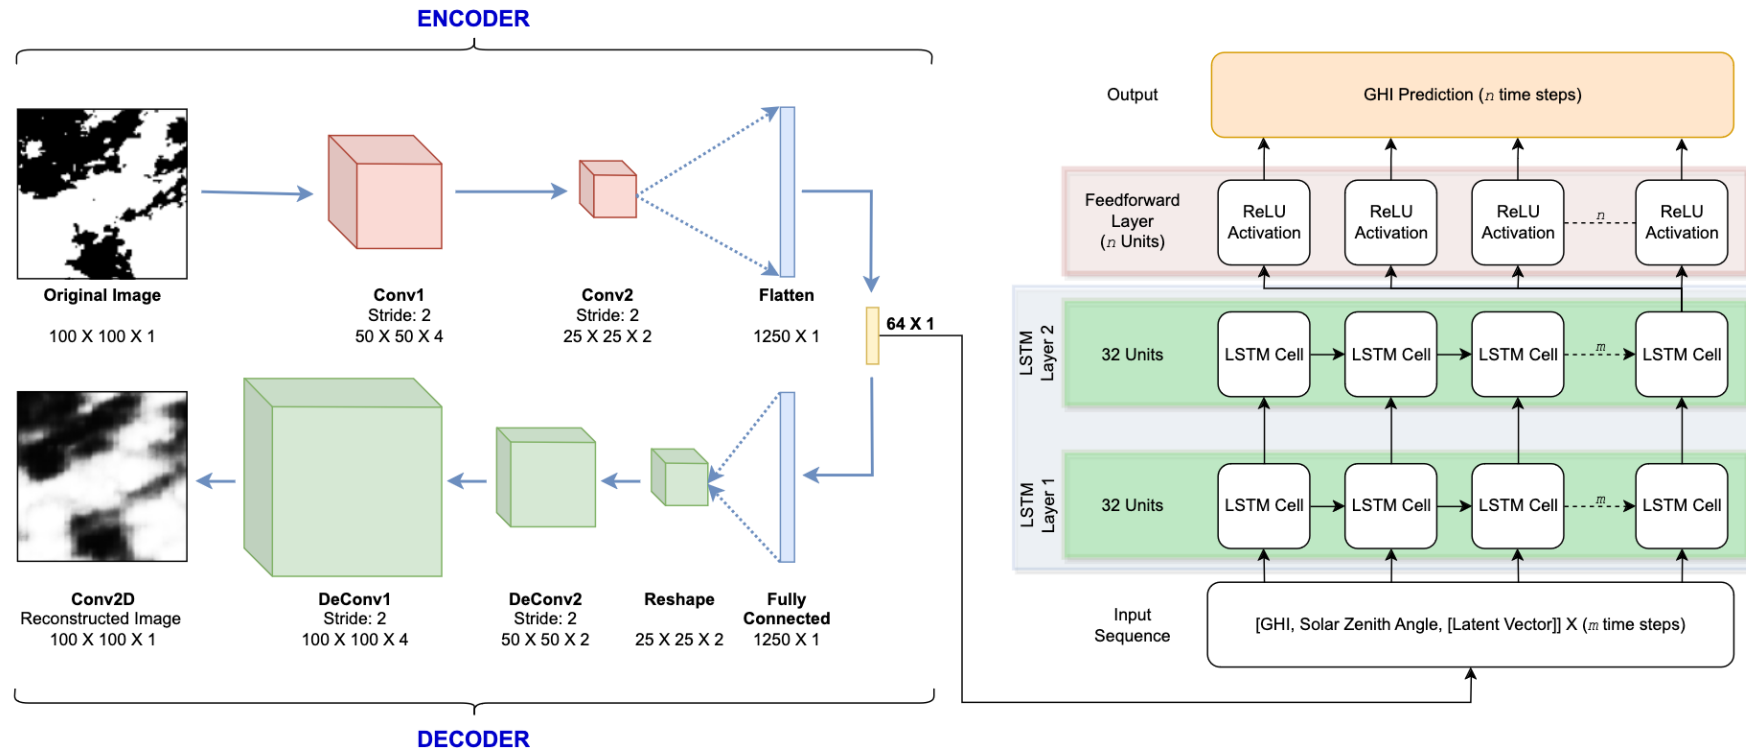 ENCODER
Original Image
100 X 100 X 1
Conv1
Stride: 2
50 X 50 X 4
Conv2
Stride: 2
25 X 25 X 2
Flatten
1250 X 1
64 X 1
Conv2D
Reconstructed Image
100 X 100 X 1
DeConv1
Stride: 2
100 X 100 X 4
DeConv2
Stride: 2
50 X 50 X 2
Reshape
25 X 25 X 2
Fully
Connected
1250 X 1
DECODER
Output
GHI Prediction (n time steps)
Feedforward
Layer
(n Units)
ReLU
Activation
ReLU
Activation
ReLU
Activation
n
ReLU
Activation
LSTM
Layer 2
32 Units
LSTM Cell
LSTM Cell
LSTM Cell
m
LSTM Cell
LSTM
Layer 1
32 Units
LSTM Cell
LSTM Cell
LSTM Cell
m
LSTM Cell
Input
Sequence
[GHI, Solar Zenith Angle, [Latent Vector]] X (m time steps)